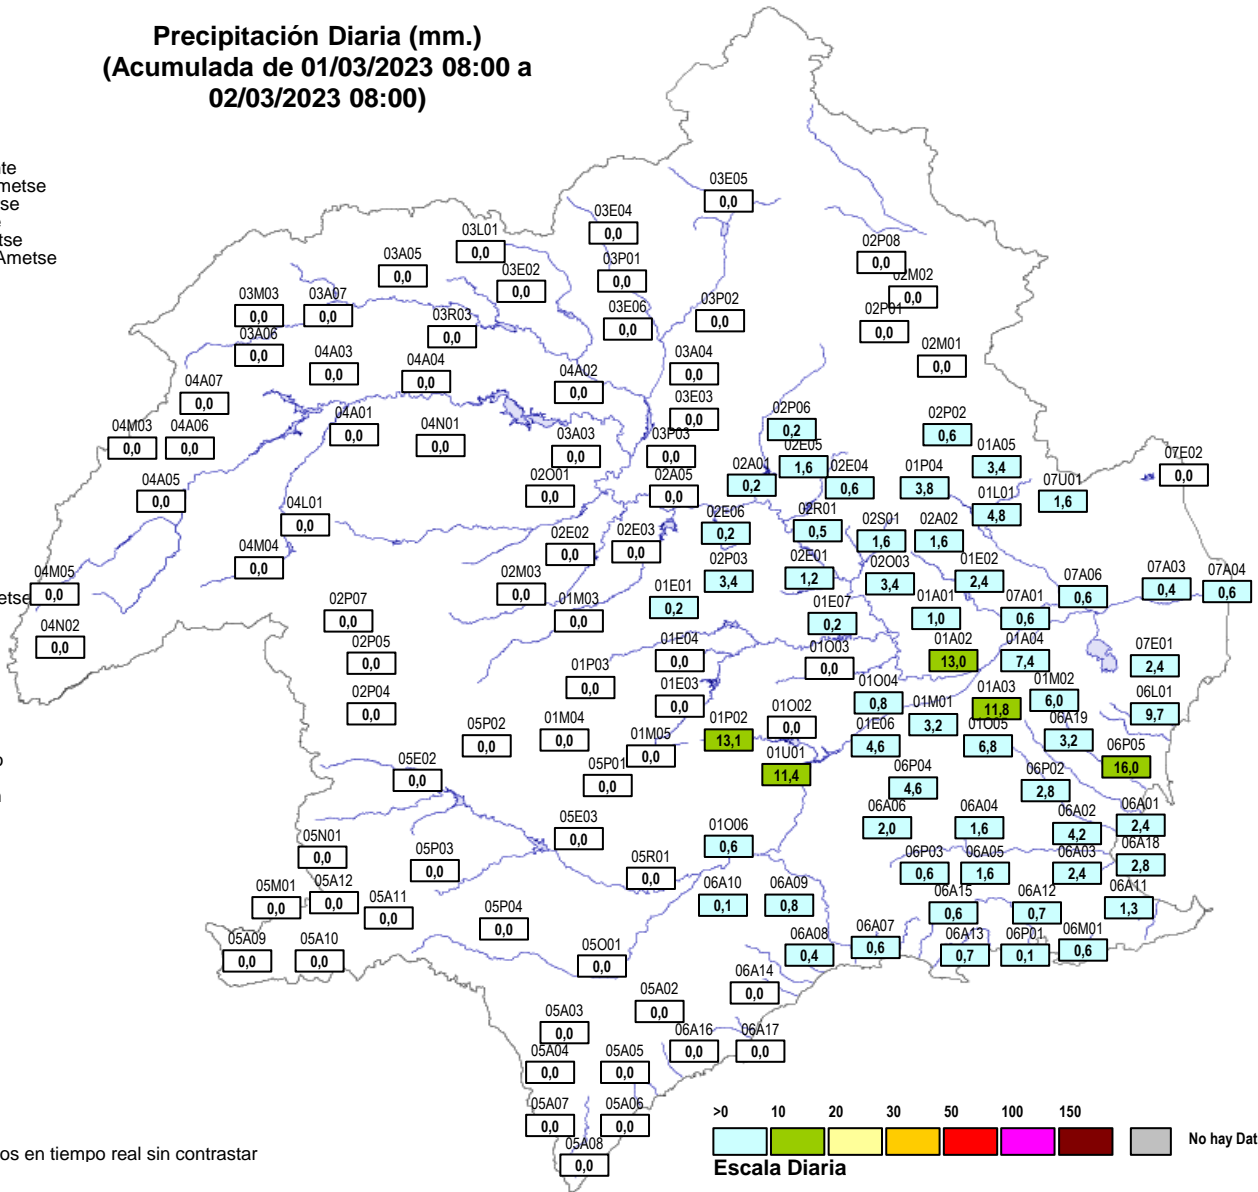 Precipitación Diaria (mm.)
(Acumulada de 01/03/2023 08:00 a
02/03/2023 08:00)
03E05
0,0
03E04
0,0
03L01
0,0
03A05
0,0
03P01
0,0
03E02
0,0
02P08
0,0
02M02
0,0
03M03
0,0
03A07
0,0
03R03
0,0
03E06
0,0
03P02
0,0
02P01
0,0
03A06
0,0
04A03
0,0
04A04
0,0
04A02
0,0
03A04
0,0
02M01
0,0
04A07
0,0
03E03
0,0
04M03
0,0
04A06
0,0
04A01
0,0
04N01
0,0
03A03
0,0
03P03
0,0
02P06
0,2
02P02
0,6
02E05
1,6
01A05
3,4
07E02
0,0
04A05
0,0
04L01
0,0
02O01
0,0
02A05
0,0
02A01
0,2
02E04
0,6
01P04
3,8
01L01
4,8
07U01
1,6
02E06
0,2
02R01
0,5
02S01
1,6
02A02
1,6
04M04
0,0
02E02
0,0
02E03
0,0
04M05
0,0
02M03
0,0
01M03
0,0
01E01
0,2
02P03
3,4
02E01
1,2
02O03
3,4
01E02
2,4
07A06
0,6
07A03
0,4
07A04
0,6
04N02
0,0
02P07
0,0
01E07
0,2
01A01
1,0
07A01
0,6
02P05
0,0
01E04
0,0
01O03
0,0
01A02
13,0
01A04
7,4
07E01
2,4
02P04
0,0
01P03
0,0
01E03
0,0
01O04
0,8
01A03
11,8
01M02
6,0
06L01
9,7
05P02
0,0
01M04
0,0
01M05
0,0
01P02
13,1
01O02
0,0
01E06
4,6
01M01
3,2
01O05
6,8
06A19
3,2
06P05
16,0
05E02
0,0
05P01
0,0
01U01
11,4
06P04
4,6
06P02
2,8
05E03
0,0
01O06
0,6
06A06
2,0
06A04
1,6
06A02
4,2
06A01
2,4
05N01
0,0
05P03
0,0
05R01
0,0
06P03
0,6
06A05
1,6
06A03
2,4
06A18
2,8
05M01
0,0
05A12
0,0
05A11
0,0
05P04
0,0
06A10
0,1
06A09
0,8
06A15
0,6
06A12
0,7
06A11
1,3
05A09
0,0
05A10
0,0
05O01
0,0
06A08
0,4
06A07
0,6
06A13
0,7
06P01
0,1
06M01
0,6
06A14
0,0
05A02
0,0
05A03
0,0
06A16
0,0
06A17
0,0
05A04
0,0
05A05
0,0
05A07
0,0
05A06
0,0
05A08
0,0
>0 10 20 30 50 100 150
No hay Dat
Escala Diaria
os en tiempo real sin contrastar